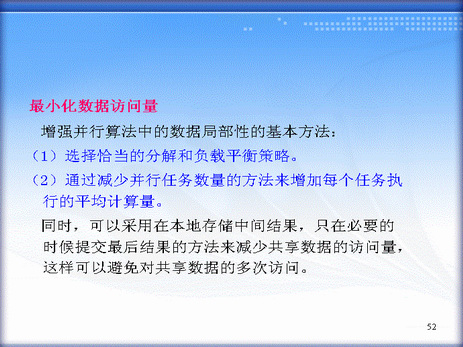 最小化数据访问量
增强并行算法中的数据局部性的基本方法：
（1）选择恰当的分解和负载平衡策略。
（2）通过减少并行任务数量的方法来增加每个任务执
行的平均计算量。
同时，可以采用在本地存储中间结果，只在必要的
时候提交最后结果的方法来减少共享数据的访问量，
这样可以避免对共享数据的多次访问。
52